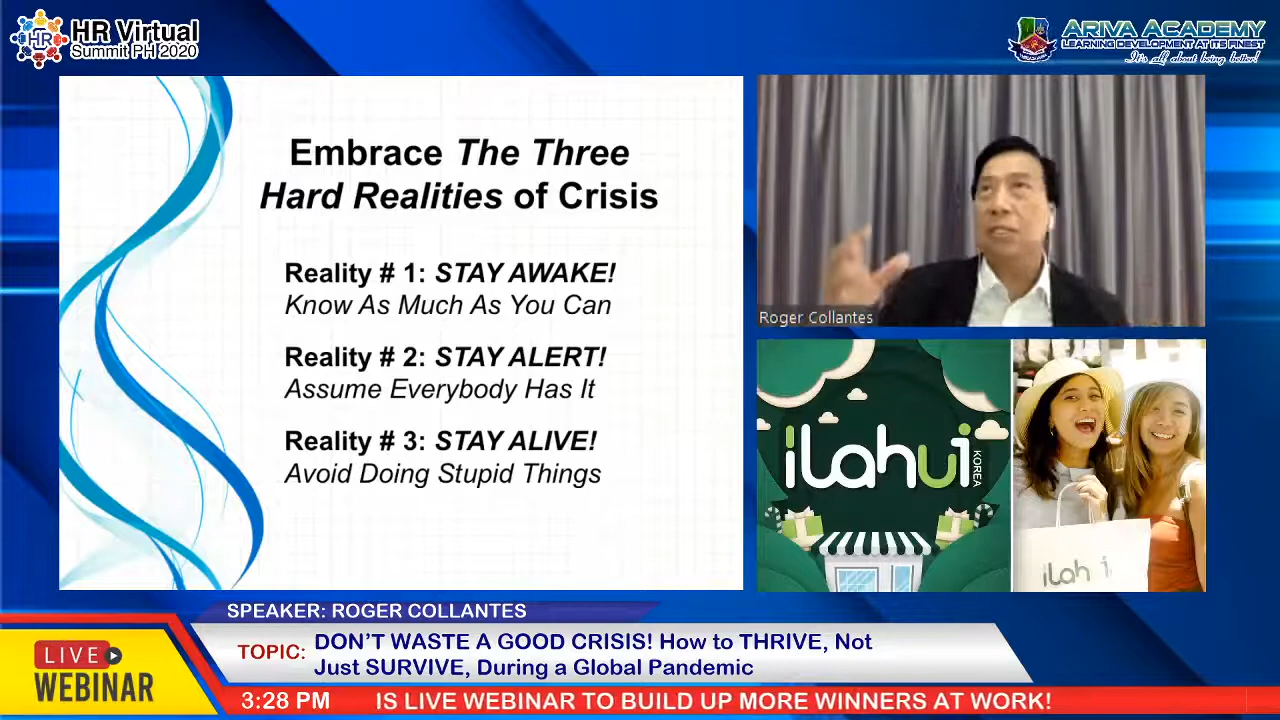 HR
HR Virtual
Summit PH 2020
ARIVA ACADEMY
LEARNING DEVELOPMENT AT ITS FINEST
It's all about being better!
Embrace The Three
Hard Realities of Crisis
Reality # 1: STAY AWAKE!
Know As Much As You Can
Reality # 2: STAY ALERT!
Assume Everybody Has It
Reality # 3: STAY ALIVE!
Avoid Doing Stupid Things
Roger Collantes
ilahui
KOREA
ilahui
SPEAKER: ROGER COLLANTES
TOPIC: DON'T WASTE A GOOD CRISIS! How to THRIVE, Not
Just SURVIVE, During a Global Pandemic
LIVE
WEBINAR
3:28 PM IS LIVE WEBINAR TO BUILD UP MORE WINNERS AT WORK!